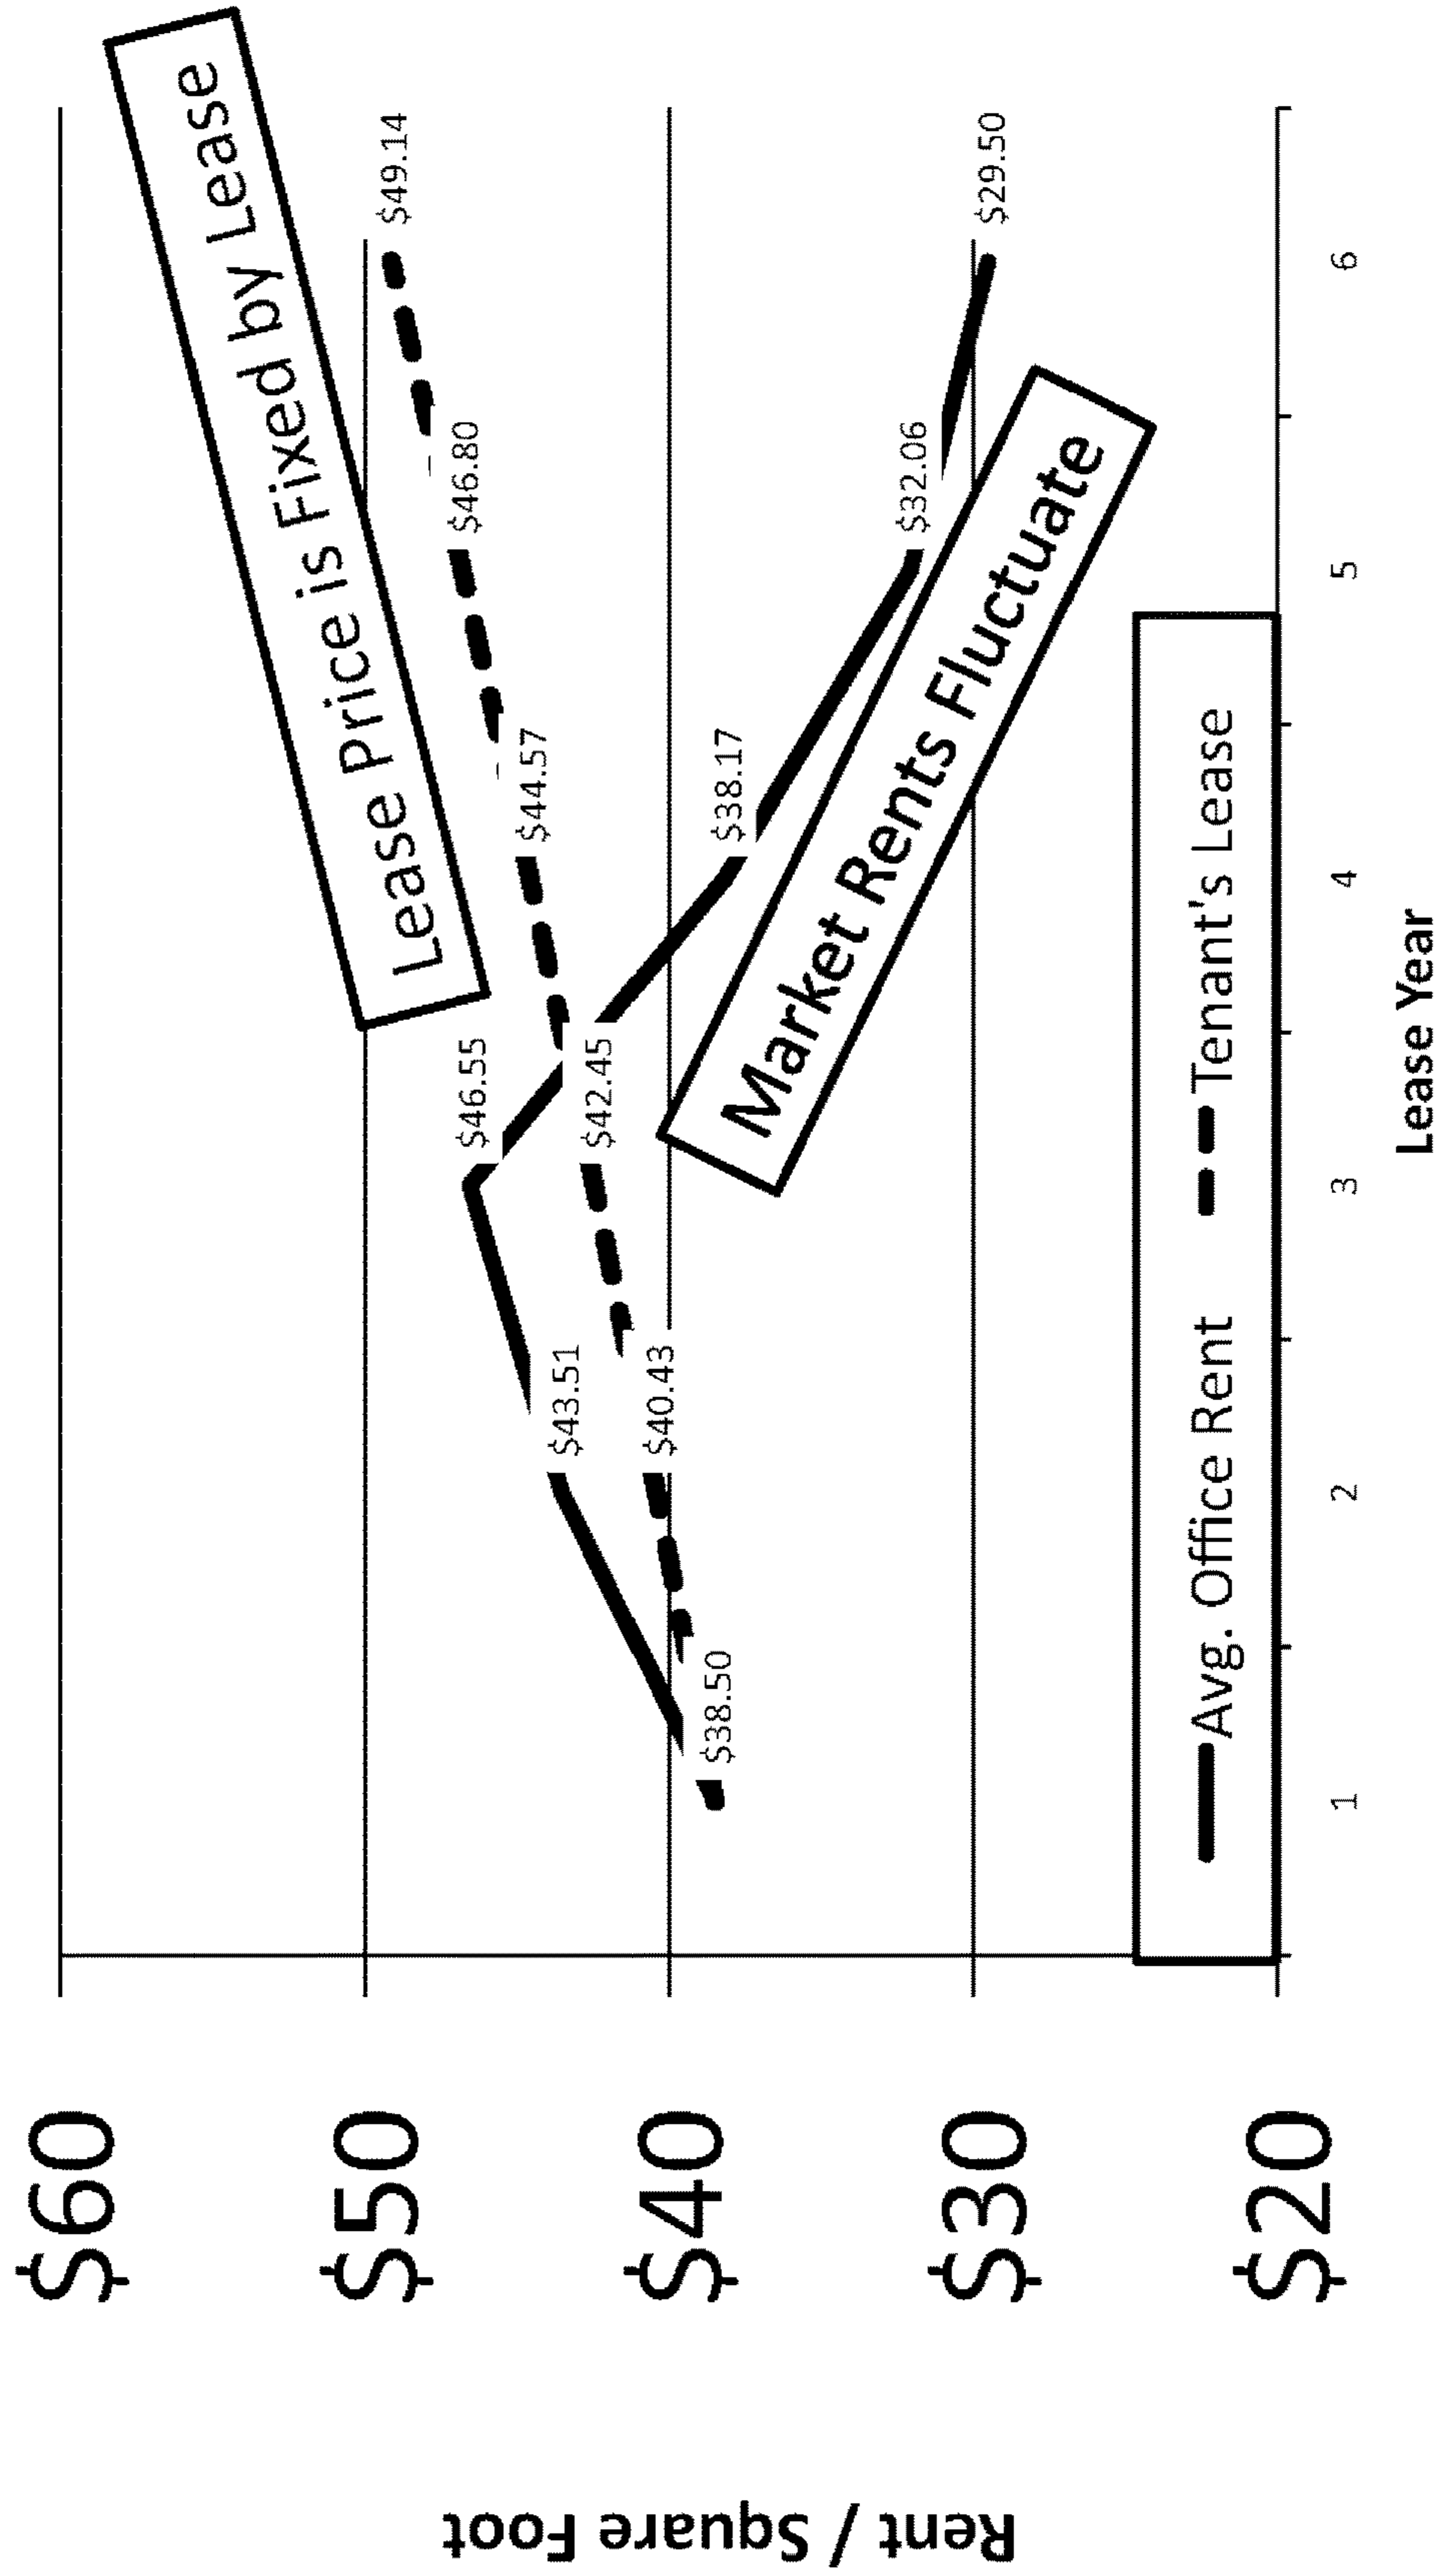 Rent / Square Foot
$60
$50
$40
$30
$20
Lease Price is Fixed by Lease
Market Rents Fluctuate
$38.50
$43.51
$46.55
$38.17
$32.06
$29.50
$40.43
$42.45
$44.57
$46.80
$49.14
Avg. Office Rent
Tenant's Lease
1 2 3 4 5 6
Lease Year